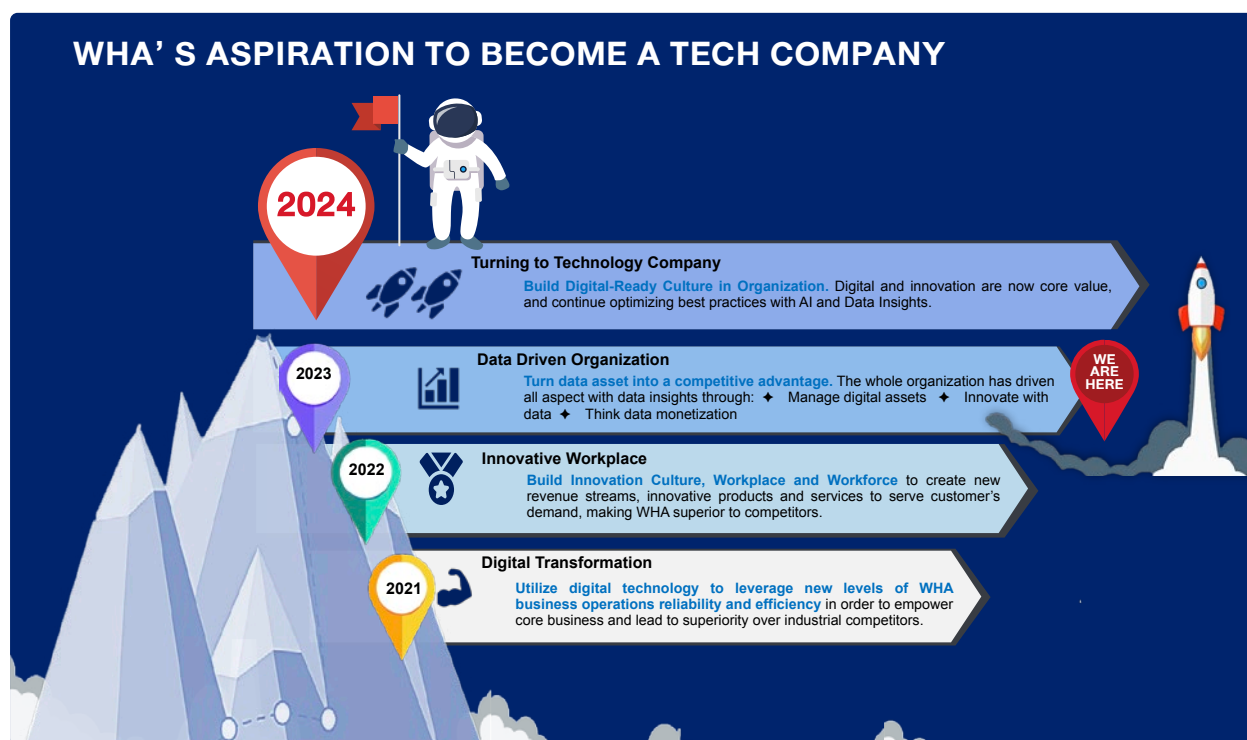 WHA’ S ASPIRATION TO BECOME A TECH COMPANY
2024
Turning to Technology Company
Build Digital-Ready Culture in Organization. Digital and innovation are now core value,
and continue optimizing best practices with AI and Data Insights.
2023
Data Driven Organization
Turn data asset into a competitive advantage. The whole organization has driven
all aspect with data insights through: ✦ Manage digital assets ✦ Innovate with
data ✦ Think data monetization
WE
ARE
HERE
2022
Innovative Workplace
Build Innovation Culture, Workplace and Workforce to create new
revenue streams, innovative products and services to serve customer’s
demand, making WHA superior to competitors.
2021
Digital Transformation
Utilize digital technology to leverage new levels of WHA
business operations reliability and efficiency in order to empower
core business and lead to superiority over industrial competitors.